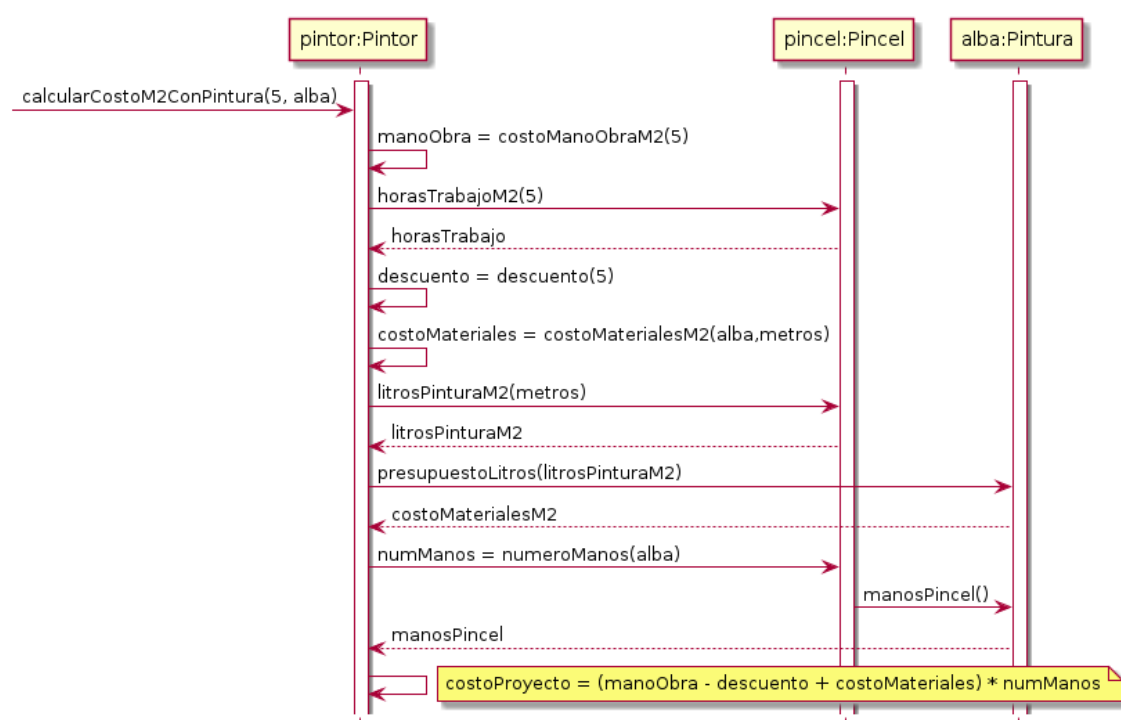 pintor:Pintor
pincel:Pincel
alba:Pintura
calcularCostoM2ConPintura(5, alba)
manoObra = costoManoObraM2(5)
horasTrabajoM2(5)
horasTrabajo
descuento = descuento(5)
costoMateriales = costoMaterialesM2(alba,metros)
litrosPinturaM2(metros)
litrosPinturaM2
presupuestoLitros(litrosPinturaM2)
costoMaterialesM2
numManos = numeroManos(alba)
manosPincel()
manosPincel
costoProyecto = (manoObra - descuento + costoMateriales) * numManos